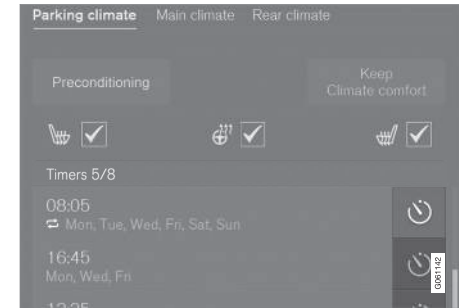 Parking climate Main climate Rear climate
Preconditioning
Keep
Climate comfort
Timers 5/8
08:05
Mon, Tue, Wed, Fri, Sat, Sun
16:45
Mon, Wed, Fri
G061142